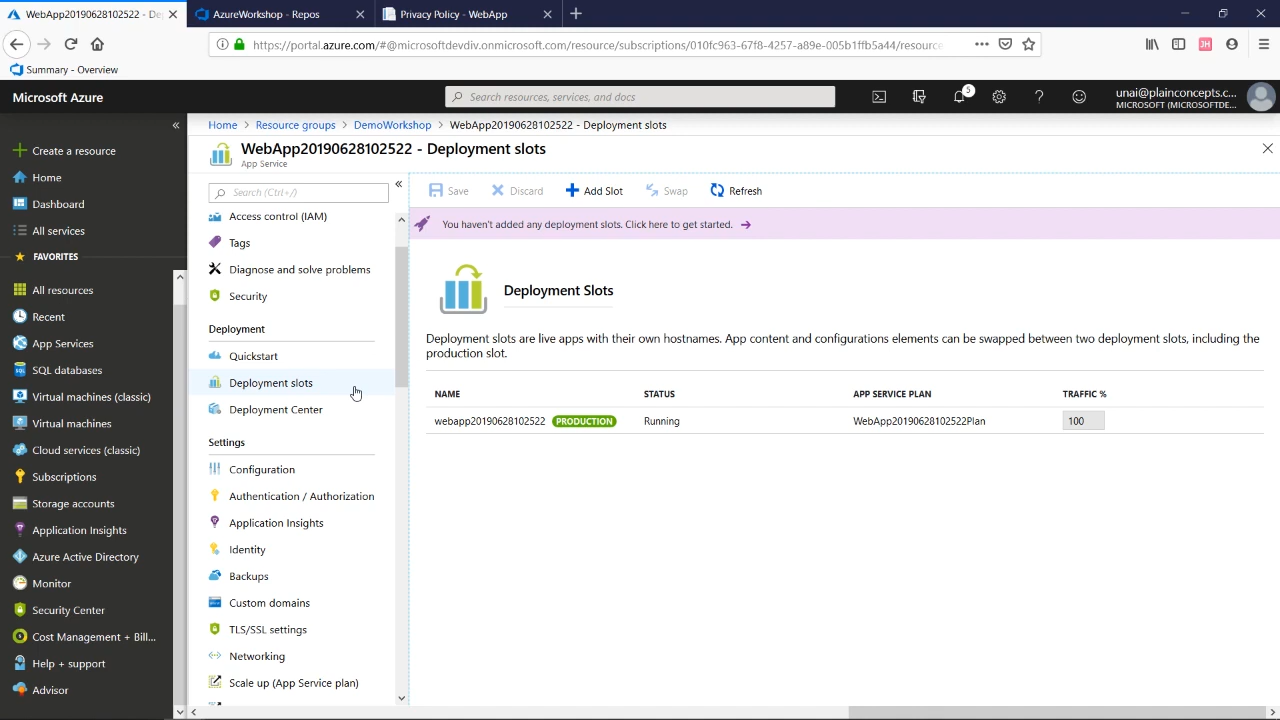 WebApp20190628102522 - De
AzureWorkshop - Repos
Privacy Policy - WebApp
https://portal.azure.com/#@microsoftdevdiv.onmicrosoft.com/resource/subscriptions/010fc963-67f8-4257-a89e-005b1ffb5a44/resource
Summary - Overview
Microsoft Azure
Search resources, services, and docs
5
unai@plainconcepts.c...
MICROSOFT (MICROSOFTDE...
Create a resource
Home
Dashboard
All services
FAVORITES
All resources
Recent
App Services
SQL databases
Virtual machines (classic)
Virtual machines
Cloud services (classic)
Subscriptions
Storage accounts
Application Insights
Azure Active Directory
Monitor
Security Center
Cost Management + Bill...
Help + support
Advisor
Home > Resource groups > DemoWorkshop > WebApp20190628102522 - Deployment slots
WebApp20190628102522 - Deployment slots
App Service
Search (Ctrl+/)
Access control (IAM)
Tags
Diagnose and solve problems
Security
Deployment
Quickstart
Deployment slots
Deployment Center
Settings
Configuration
Authentication / Authorization
Application Insights
Identity
Backups
Custom domains
TLS/SSL settings
Networking
Scale up (App Service plan)
Save
Discard
Add Slot
Swap
Refresh
You haven't added any deployment slots. Click here to get started.
Deployment Slots
Deployment slots are live apps with their own hostnames. App content and configurations elements can be swapped between two deployment slots, including the
production slot.
NAME STATUS APP SERVICE PLAN TRAFFIC %
webapp20190628102522 PRODUCTION Running WebApp20190628102522Plan 100